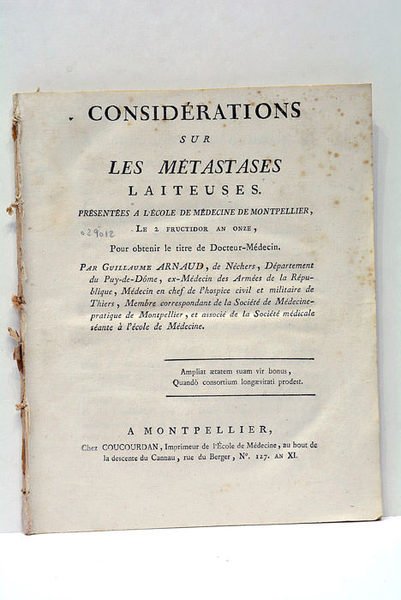 CONSIDÉRATIONS
SUR
LES MÉTASTASES
LAITEUSES.
PRÉSENTÉES A L'ÉCOLE DE MÉDECINE DE MONTPELLIER,
LE 2 FRUCTIDOR AN ONZE,
029012
Pour obtenir le titre de Docteur-Médecin.
PAR GUILLAUME ARNAUD, de Néchers, Département
du Puy-de-Dôme, ex-Médecin des Armées de la Répu-
blique, Médecin en chef de l'hospice civil et militaire de
Thiers, Membre correspondant de la Société de Médecine-
pratique de Montpellier, et associé de la Société médicale
séante à l'école de Médecine.
Ampliat ætatem suam vir bonus,
Quandò consortium longævitati prodest.
A MONTPELLIER,
Chez COUCOURDAN, Imprimeur de l'École de Médecine, au bout de
la descente du Cannau, rue du Berger, N°. 127. AN XI.